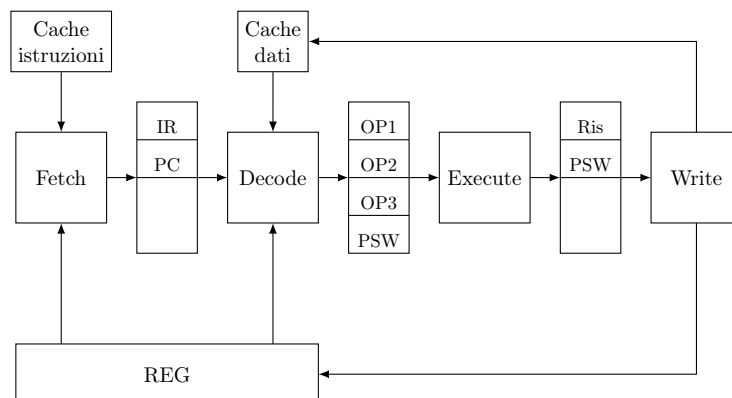 Cache
istruzioni
Cache
dati
IR
OP1
Ris
Fetch
PC
Decode
OP2
Execute
PSW
Write
OP3
PSW
REG